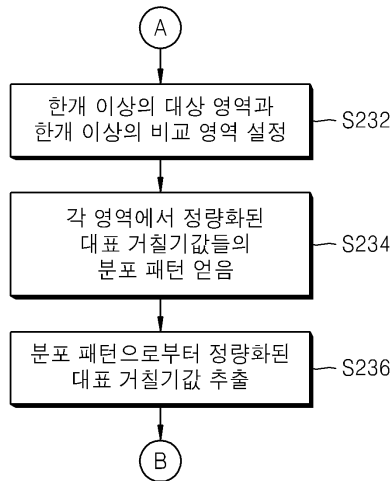 A
한개 이상의 대상 영역과
한개 이상의 비교 영역 설정
S232
각 영역에서 정량화된
대표 거칠기값들의
분포 패턴 얻음
S234
분포 패턴으로부터 정량화된
대표 거칠기값 추출
S236
B